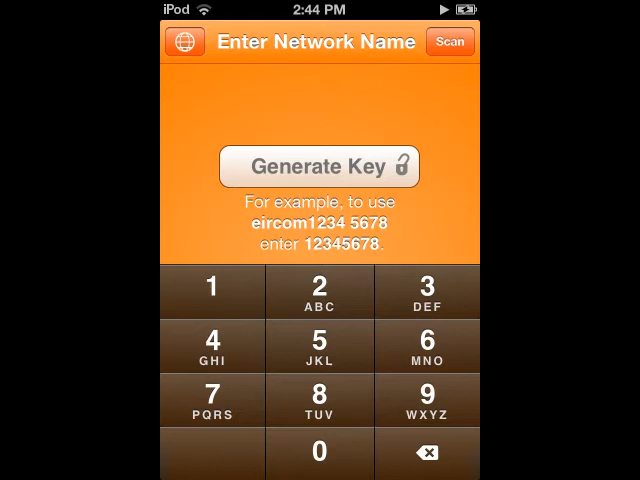 iPod 2:44 PM
Enter Network Name Scan
Generate Key
For example, to use
eircom1234 5678
enter 12345678.
1 2 3
ABC DEF
4 5 6
GHI JKL MNO
7 8 9
PQRS TUV WXYZ
0